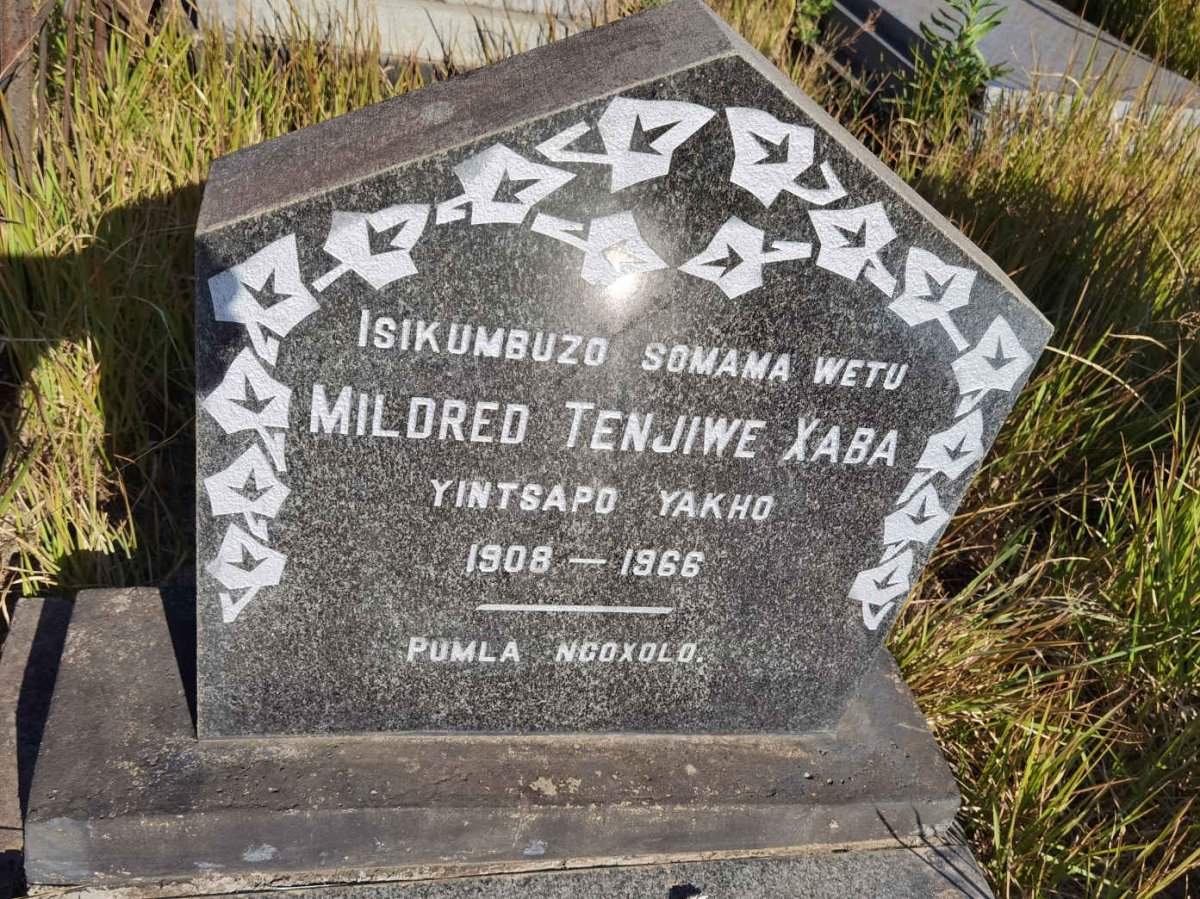 ISIKUMBUZO SOMAMA WETU
MILDRED TENJIWE XABA
YINTSAPO YAKHO
1908 — 1966
PUMLA NGOXOLO.